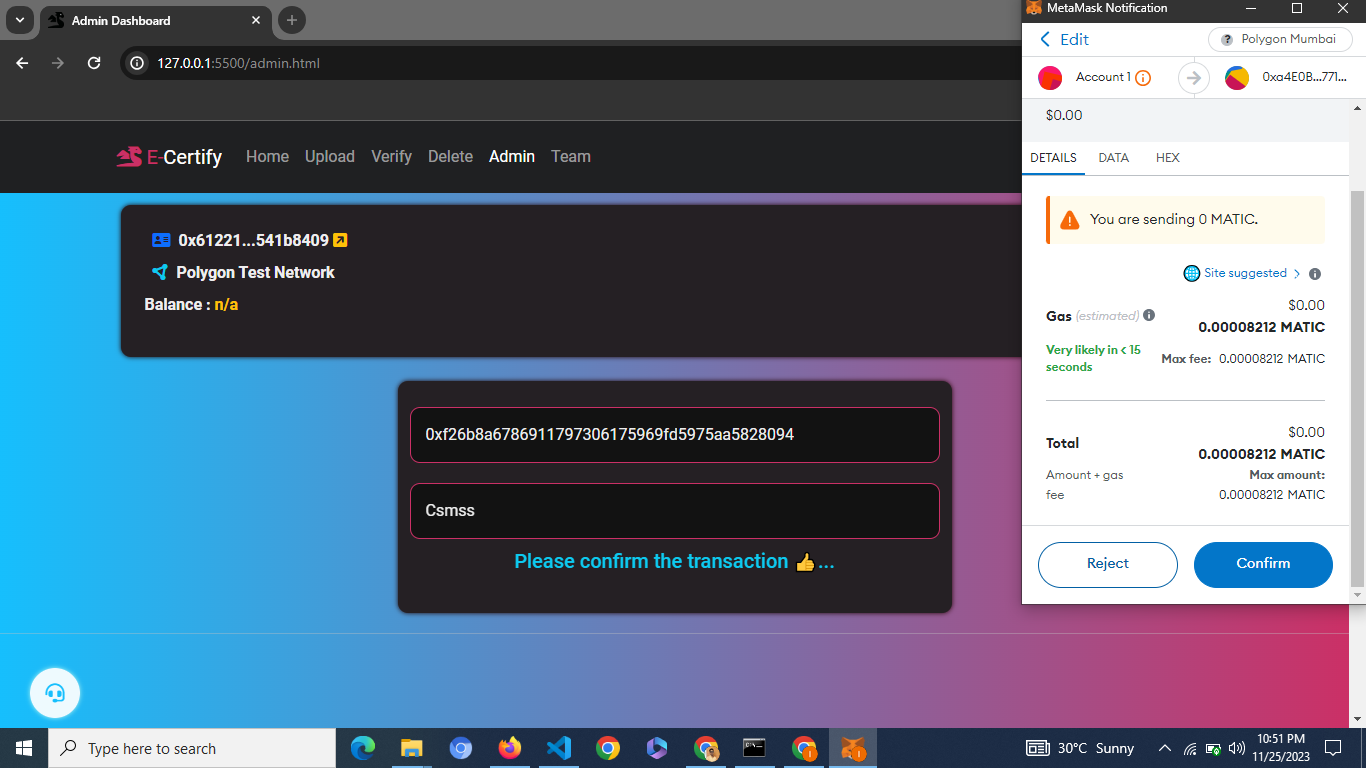 Admin Dashboard
127.0.0.1:5500/admin.html
E-Certify Home Upload Verify Delete Admin Team
0x61221...541b8409
Polygon Test Network
Balance : n/a
0xf26b8a6786911797306175969fd5975aa5828094
Csmss
Please confirm the transaction 👍...
MetaMask Notification
Edit
Polygon Mumbai
Account 1
0xa4E0B...771...
$0.00
DETAILS DATA HEX
You are sending 0 MATIC.
Site suggested >
$0.00
Gas (estimated)
0.00008212 MATIC
Very likely in < 15
seconds
Max fee: 0.00008212 MATIC
$0.00
Total
0.00008212 MATIC
Amount + gas
fee
Max amount:
0.00008212 MATIC
Reject
Confirm
Type here to search
30°C Sunny
10:51 PM
11/25/2023